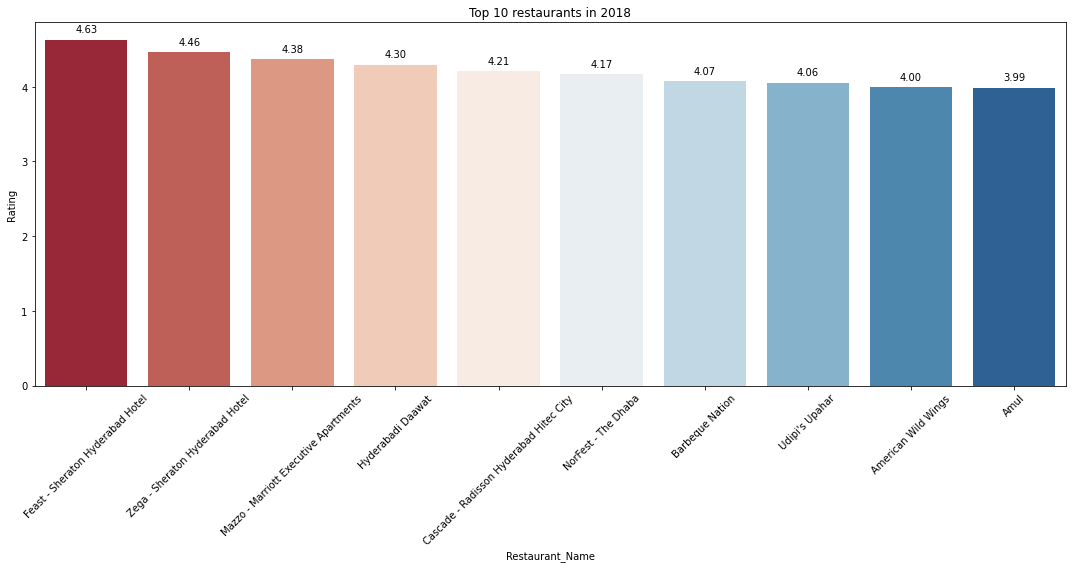 Top 10 restaurants in 2018
4.63
4.46
4.38
4.30
4.21
4.17
4.07
4.06
4.00
3.99
Rating
4
3
2
1
0
Feast - Sheraton Hyderabad Hotel
Zega - Sheraton Hyderabad Hotel
Mazzo - Marriott Executive Apartments
Hyderabadi Daawat
Cascade - Radisson Hyderabad Hitec City
NorFest - The Dhaba
Barbeque Nation
Udipi's Upahar
American Wild Wings
Amul
Restaurant_Name